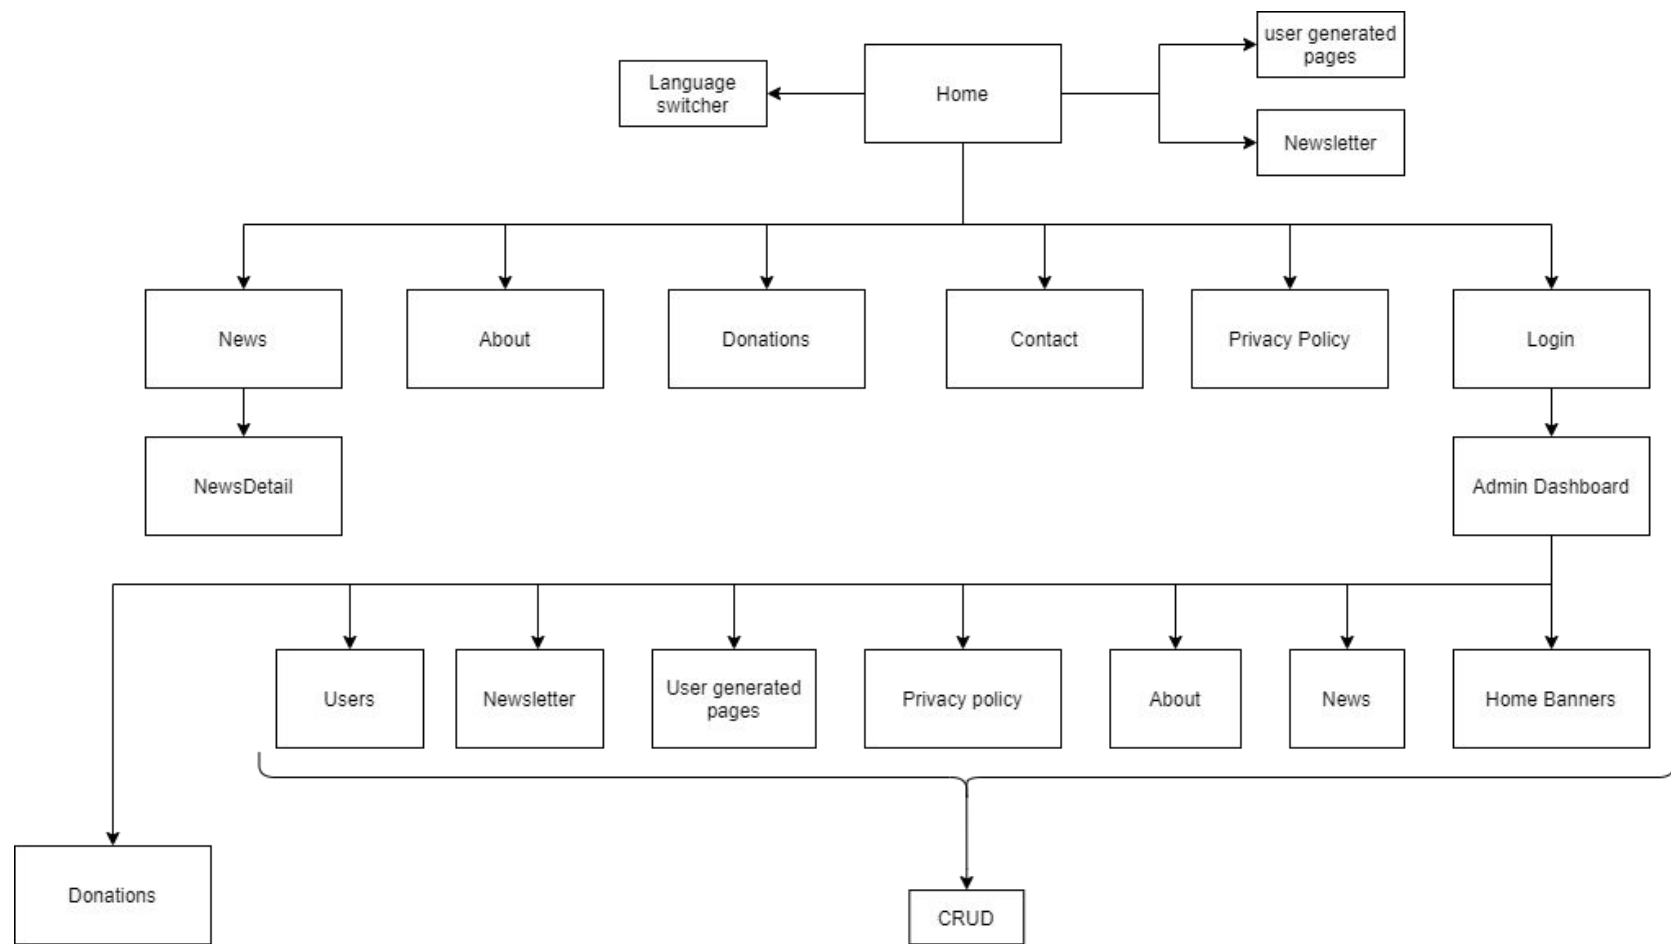 user generated
pages
Language
switcher
Home
Newsletter
News
About
Donations
Contact
Privacy Policy
Login
NewsDetail
Admin Dashboard
Users
Newsletter
User generated
pages
Privacy policy
About
News
Home Banners
Donations
CRUD